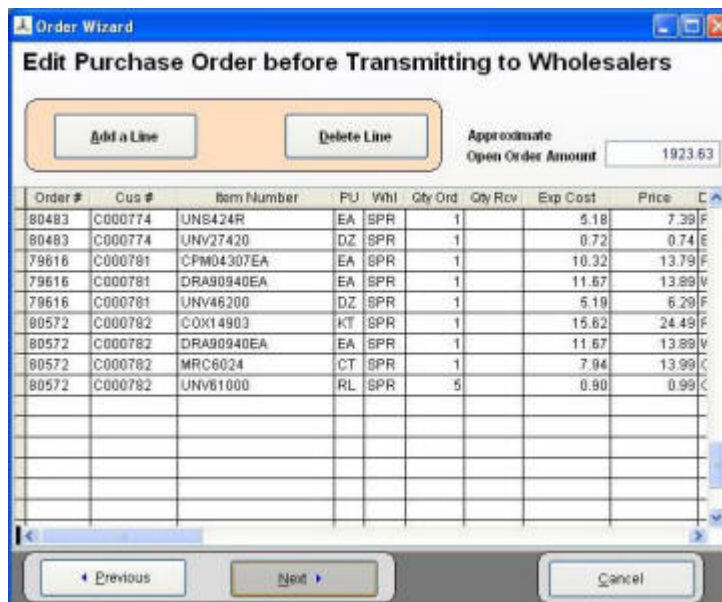 Order Wizard
Edit Purchase Order before Transmitting to Wholesalers
Add a Line
Delete Line
Approximate
Open Order Amount 1923.63
Order # Cus # Item Number PU Whl Qty Ord Qty Rcv Exp Cost Price
80483 C000774 UNS424R EA SPR 1 5.18 7.39
80483 C000774 UNV27420 DZ SPR 1 0.72 0.74
79616 C000781 CPM04307EA EA SPR 1 10.32 13.79
79616 C000781 DRA90940EA EA SPR 1 11.67 13.89
79616 C000781 UNV46200 DZ SPR 1 5.19 6.29
80572 C000782 COX14903 KT SPR 1 15.62 24.49
80572 C000782 DRA90940EA EA SPR 1 11.67 13.89
80572 C000782 MRC6024 CT SPR 1 7.94 13.99
80572 C000782 UNV61000 RL SPR 5 0.90 0.99
Previous
Next
Cancel